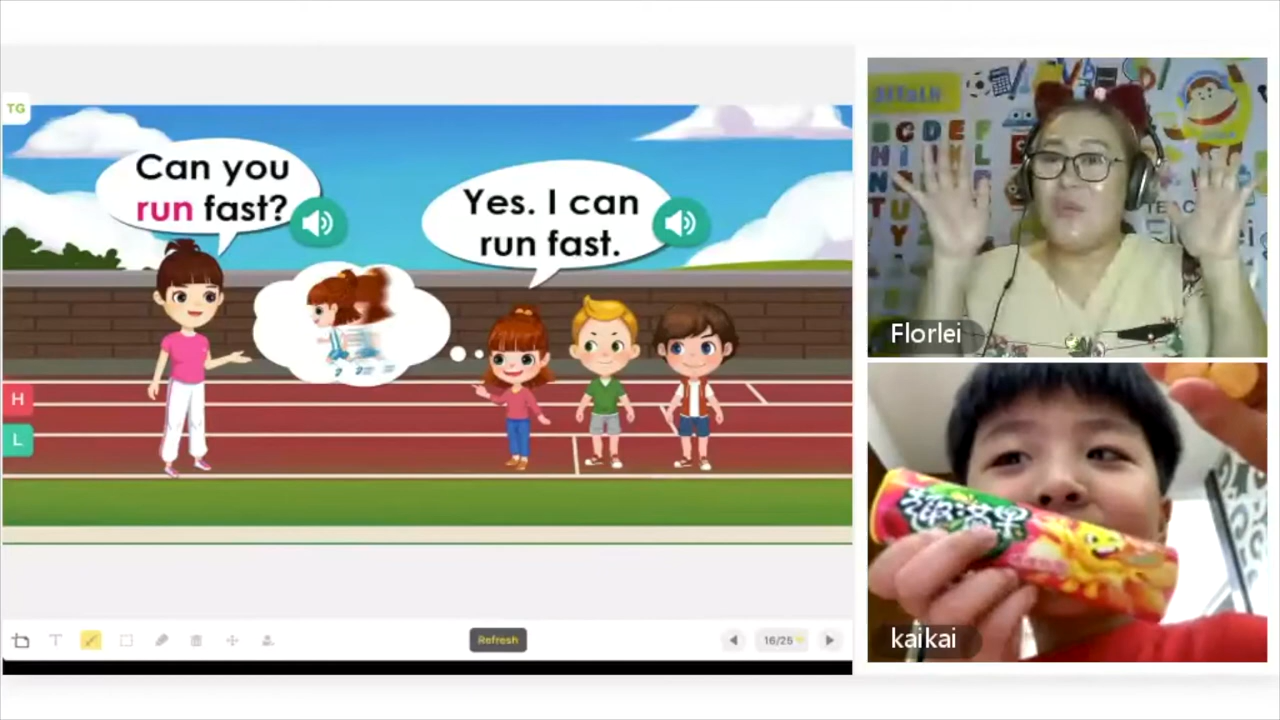 TG
Can you
run fast?
Yes. I can
run fast.
H
L
T
Refresh
16/25
Florlei
kaikai